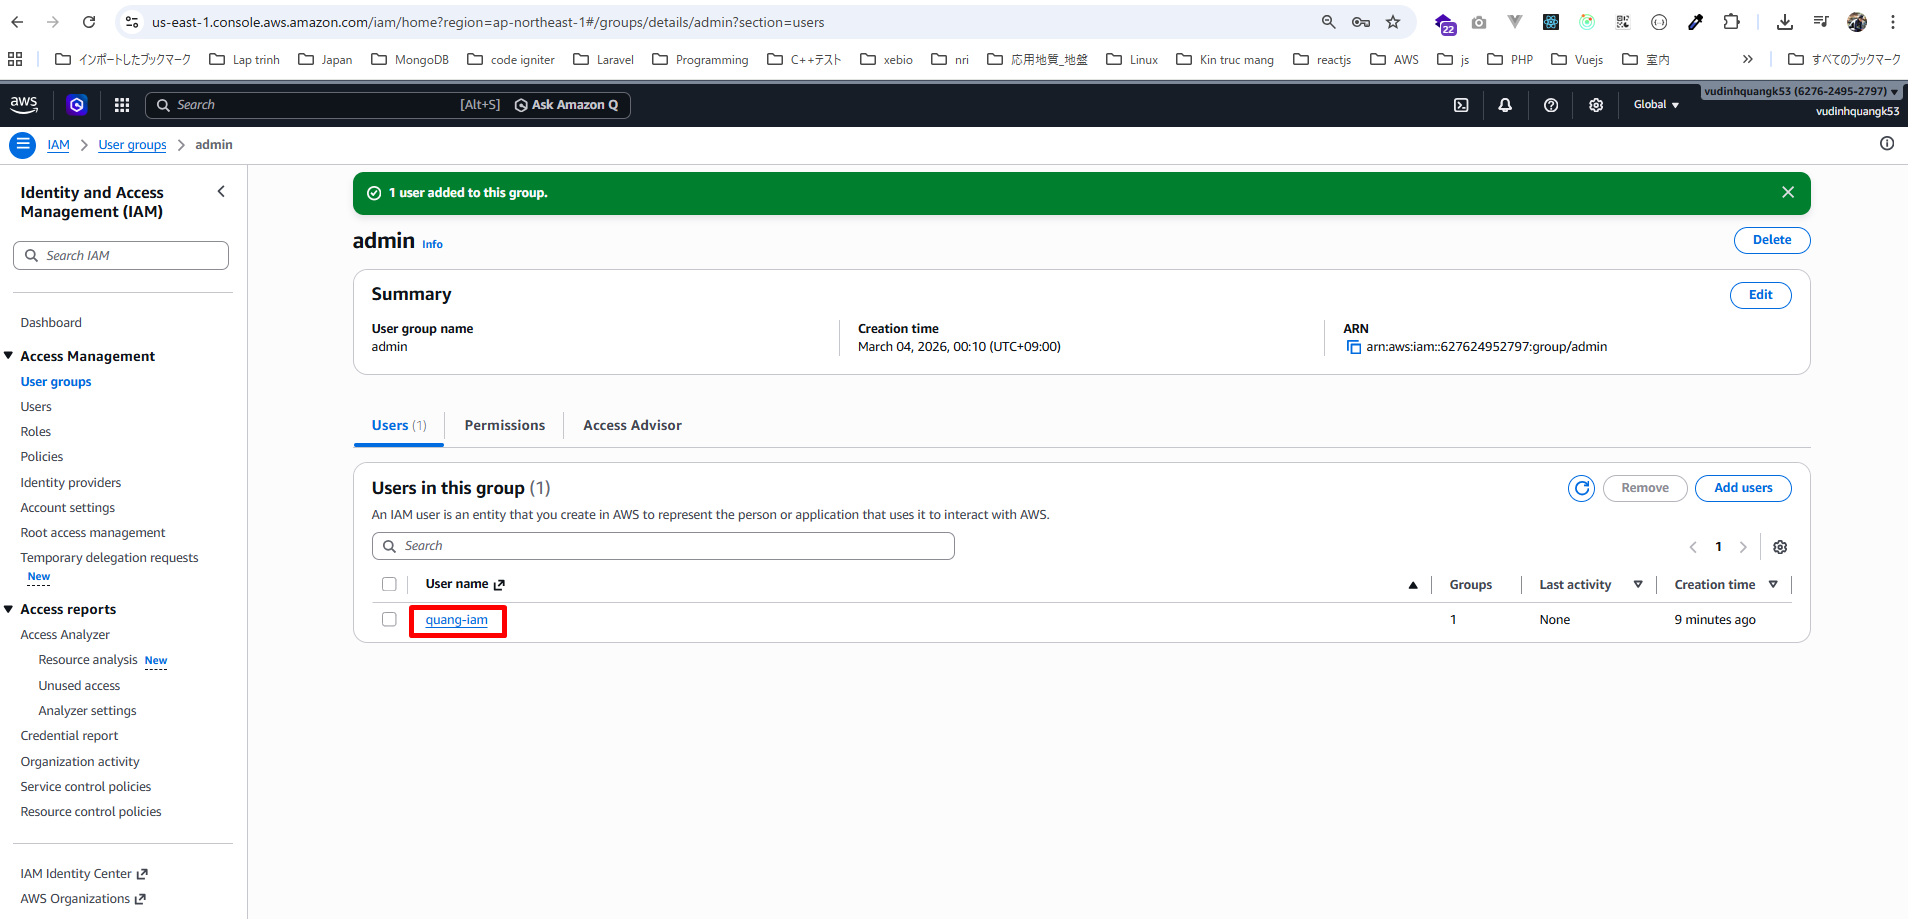 us-east-1.console.aws.amazon.com/iam/home?region=ap-northeast-1#/groups/details/admin?section=users
22
インポートしたブックマーク Lap trinh Japan MongoDB code igniter Laravel Programming C++テスト xebio nri 応用地質_地盤 Linux Kin truc mang reactjs AWS js PHP Vuejs 室内 » すべてのブックマーク
aws Search [Alt+S] Ask Amazon Q Global vudinhquangk53 (6276-2495-2797)
vudinhquangk53
IAM > User groups > admin
Identity and Access Management (IAM)
Search IAM
Dashboard
Access Management
User groups
Users
Roles
Policies
Identity providers
Account settings
Root access management
Temporary delegation requests
New
Access reports
Access Analyzer
Resource analysis New
Unused access
Analyzer settings
Credential report
Organization activity
Service control policies
Resource control policies
IAM Identity Center
AWS Organizations
1 user added to this group.
admin Info Delete
Summary Edit
User group name
admin
Creation time
March 04, 2026, 00:10 (UTC+09:00)
ARN
arn:aws:iam::627624952797:group/admin
Users (1) Permissions Access Advisor
Users in this group (1) Remove Add users
An IAM user is an entity that you create in AWS to represent the person or application that uses it to interact with AWS.
Search 1
User name Groups Last activity Creation time
quang-iam 1 None 9 minutes ago